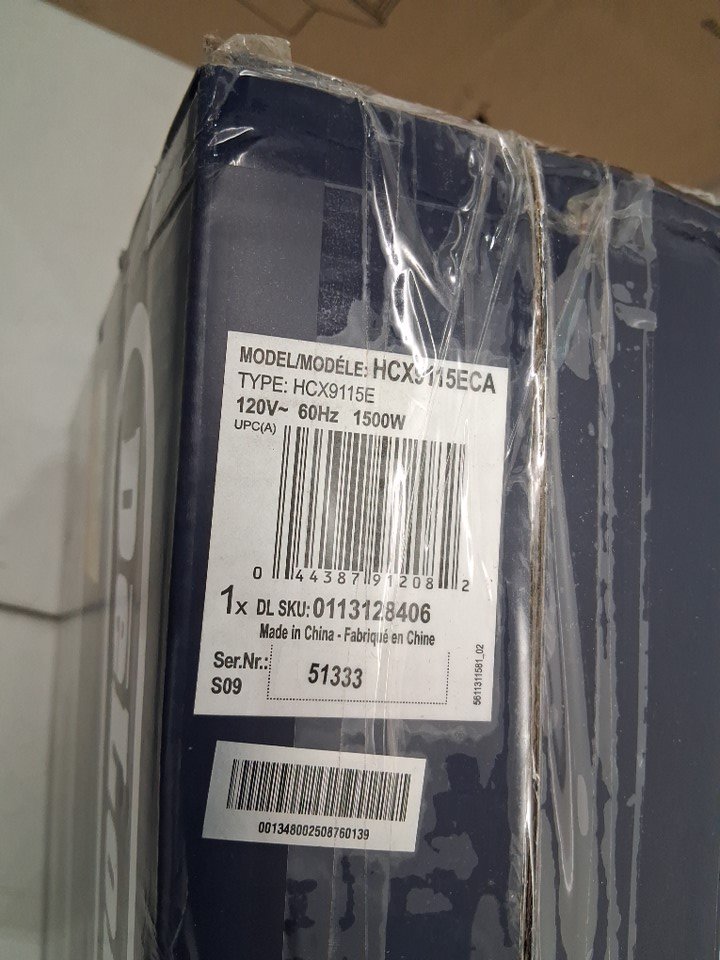 MODEL/MODÉLE: HCX9115ECA
TYPE: HCX9115E
120V~ 60Hz 1500W
UPC(A)
0 44387 91208 2
1x DL SKU: 0113128406
Made in China - Fabriqué en Chine
Ser.Nr.: 51333
S09
5611311581_02
001348002508760139